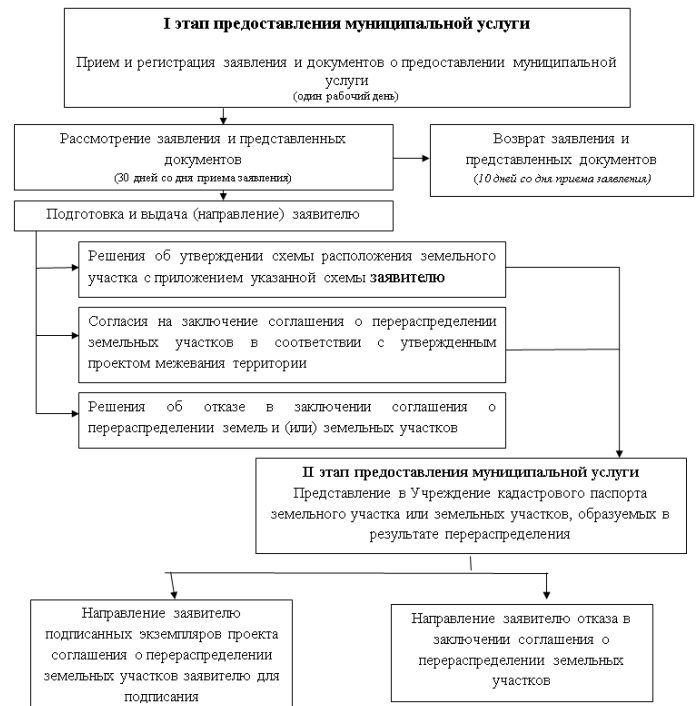 I этап предоставления муниципальной услуги
Прием и регистрация заявления и документов о предоставлении муниципальной
услуги
(один рабочий день)
Рассмотрение заявления и представленных
документов
(30 дней со дня приема заявления)
Возврат заявления и
представленных документов
(10 дней со дня приема заявления)
Подготовка и выдача (направление) заявителю
Решения об утверждении схемы расположения земельного
участка с приложением указанной схемы заявителю
Согласия на заключение соглашения о перераспределении
земельных участков в соответствии с утвержденным
проектом межевания территории
Решения об отказе в заключении соглашения о
перераспределении земель и (или) земельных участков
II этап предоставления муниципальной услуги
Представление в Учреждение кадастрового паспорта
земельного участка или земельных участков, образуемых в
результате перераспределения
Направление заявителю
подписанных экземпляров проекта
соглашения о перераспределении
земельных участков заявителю для
подписания
Направление заявителю отказа в
заключении соглашения о
перераспределении земельных
участков